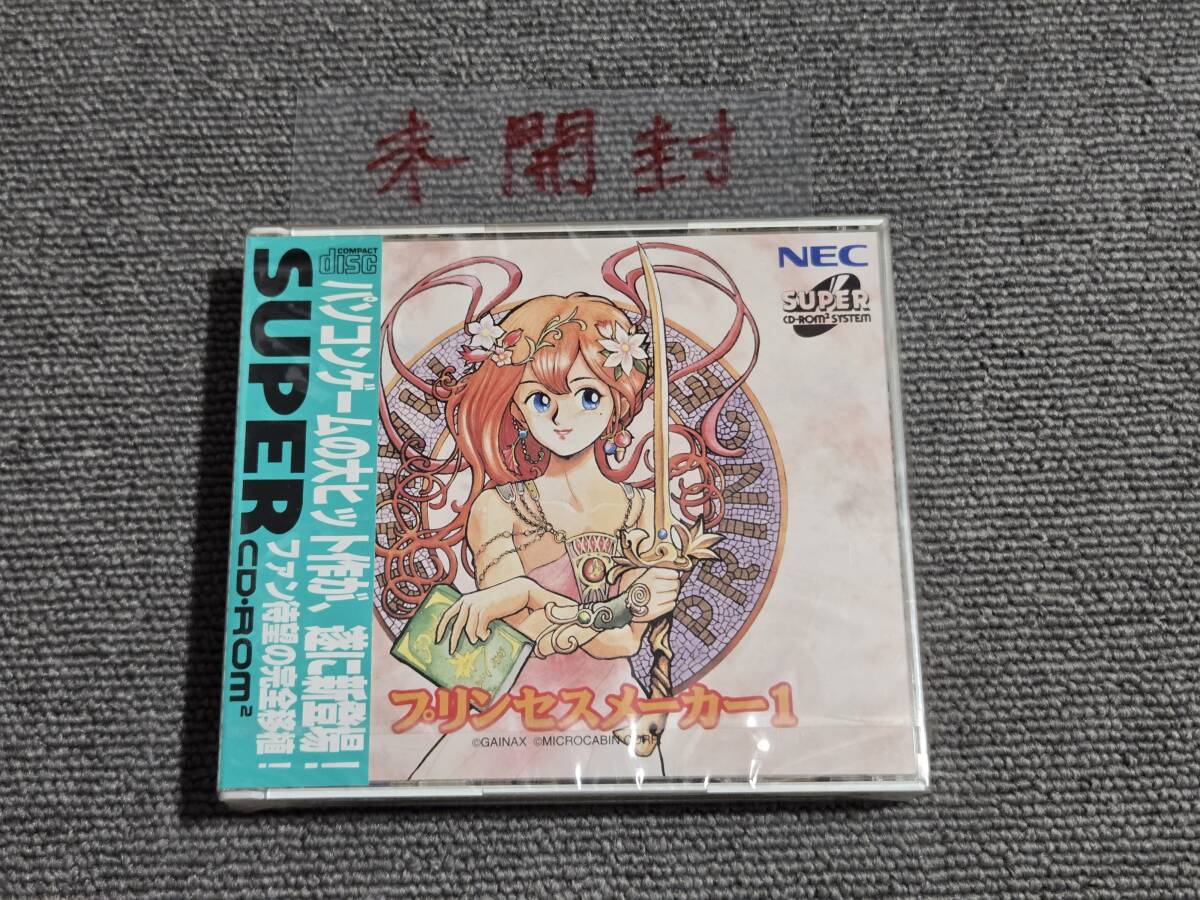 未開封
COMPACT
disc
SUPER CD-ROM²
パソコンゲームの大ヒット作が、遂に新登場！
ファン待望の完全移植！
NEC
SUPER
CD-ROM² SYSTEM
プリンセスメーカー1
©GAINAX ©MICROCABIN CORP.